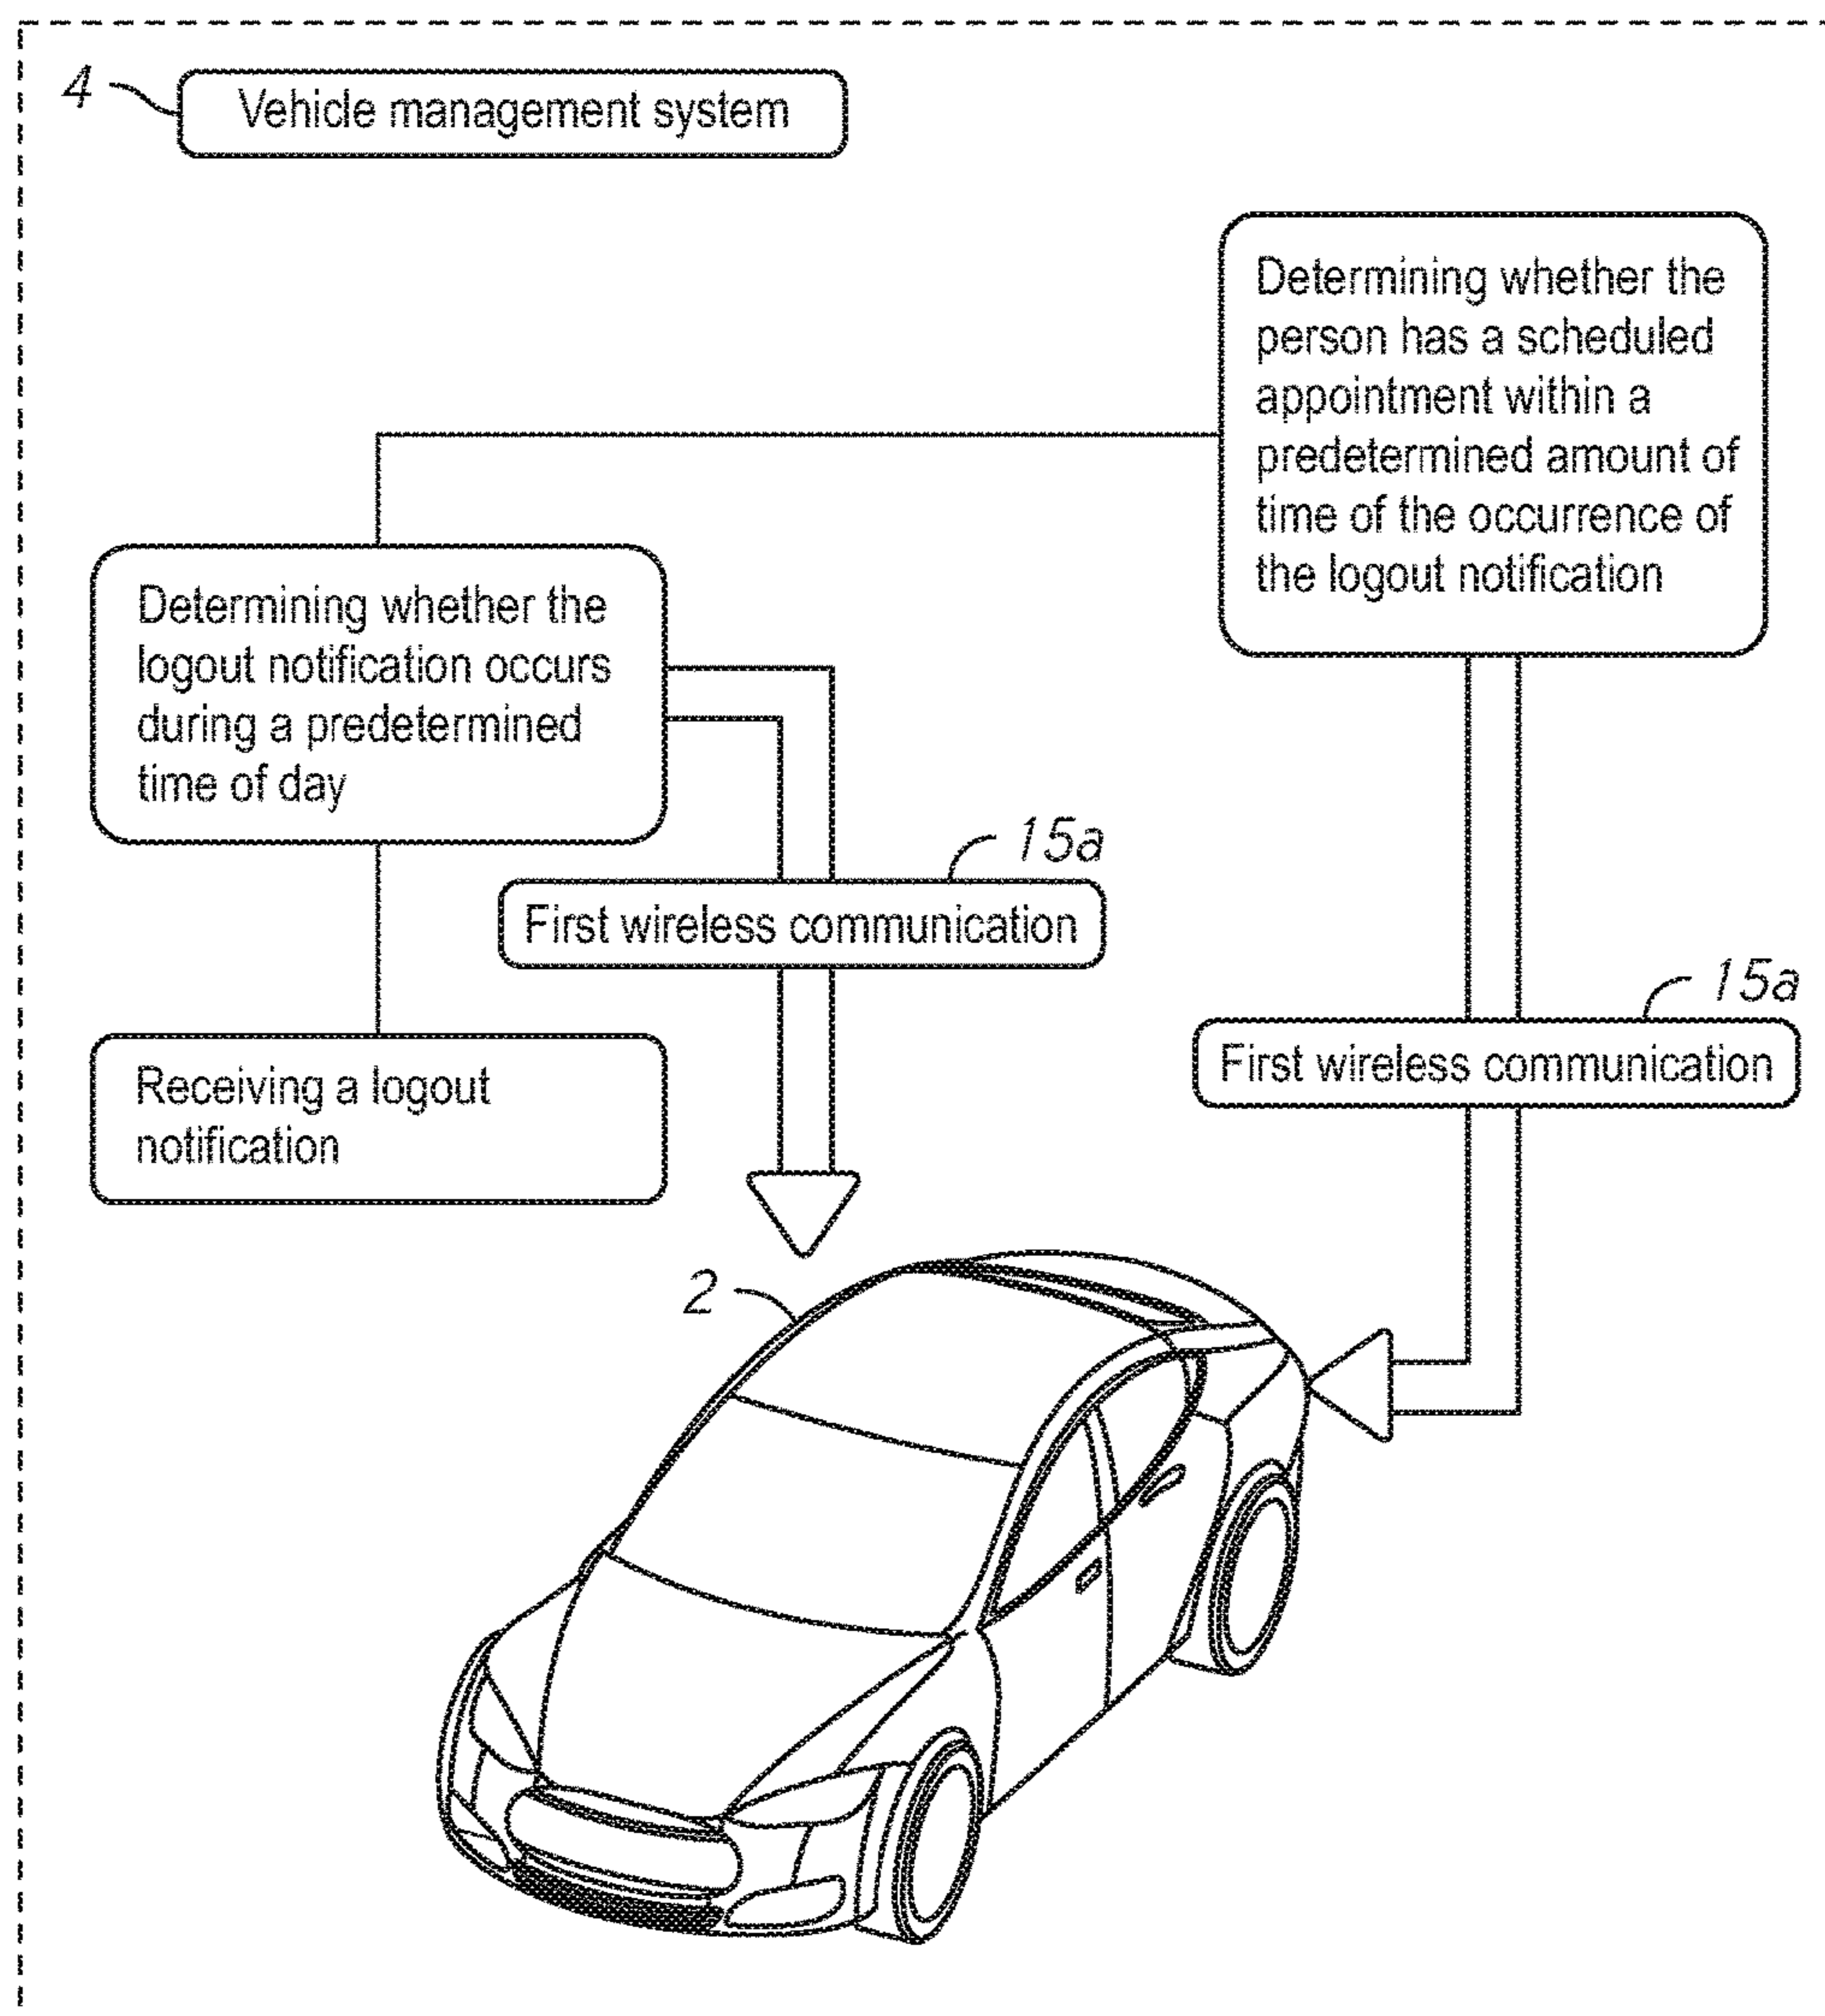 4
Vehicle management system
Determining whether the
person has a scheduled
appointment within a
predetermined amount of
time of the occurrence of
the logout notification
Determining whether the
logout notification occurs
during a predetermined
time of day
15a
First wireless communication
15a
First wireless communication
Receiving a logout
notification
2